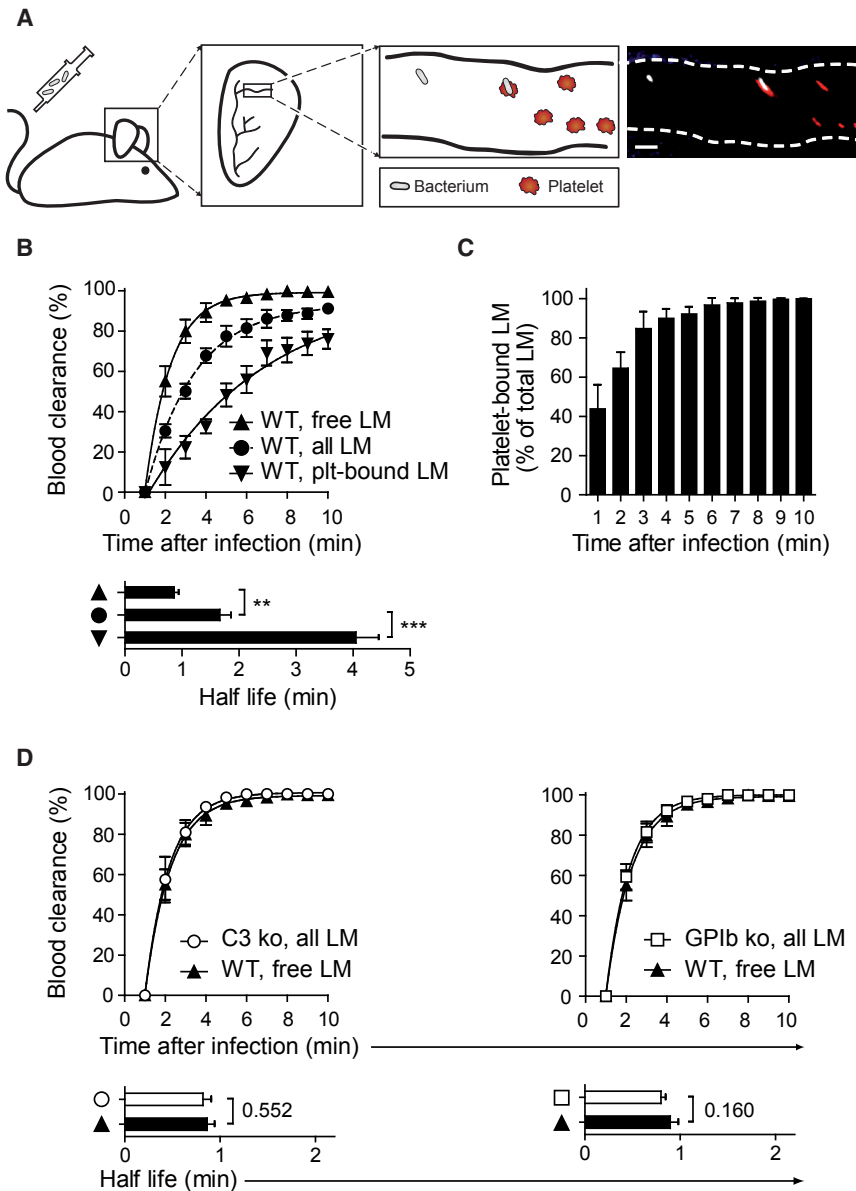 A
Bacterium
Platelet
B
Blood clearance (%)
100
80
60
40
20
0
WT, free LM
WT, all LM
WT, plt-bound LM
0 2 4 6 8 10
Time after infection (min)
**
***
0 1 2 3 4 5
Half life (min)
C
Platelet-bound LM
(% of total LM)
100
80
60
40
20
0
1 2 3 4 5 6 7 8 9 10
Time after infection (min)
D
Blood clearance (%)
100
80
60
40
20
0
C3 ko, all LM
WT, free LM
0 2 4 6 8 10
Time after infection (min)
0.552
0 1 2
Half life (min)
100
80
60
40
20
0
GPIb ko, all LM
WT, free LM
0 2 4 6 8 10
0.160
0 1 2